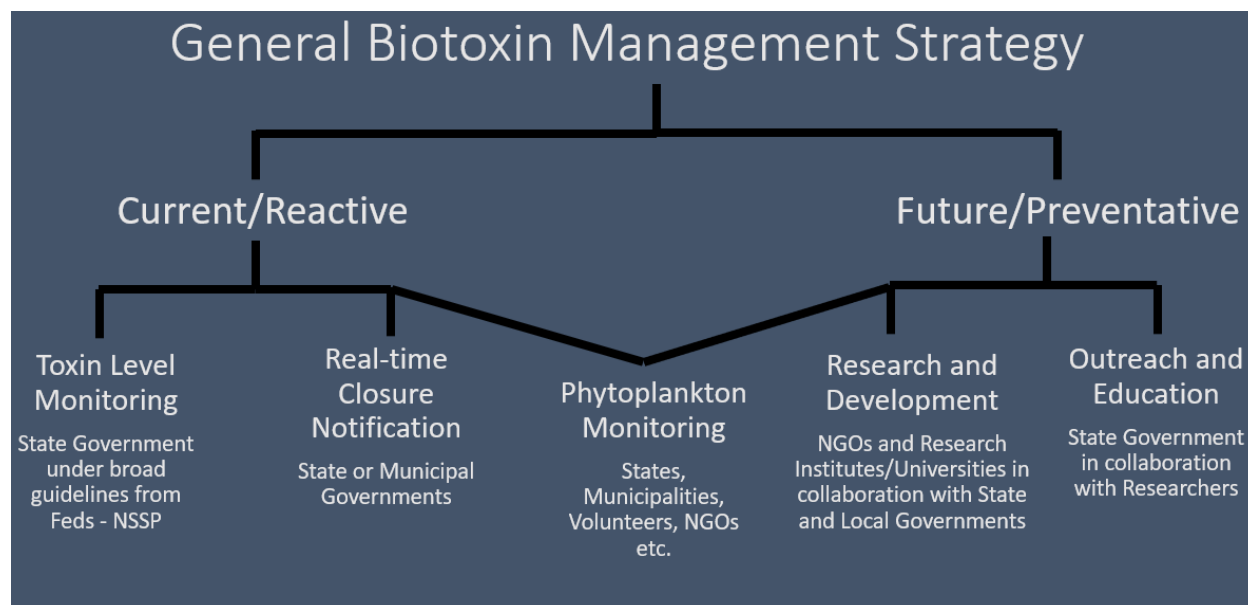 General Biotoxin Management Strategy
Current/Reactive
Future/Preventative
Toxin Level
Monitoring
State Government
under broad
guidelines from
Feds - NSSP
Real-time
Closure
Notification
State or Municipal
Governments
Phytoplankton
Monitoring
States,
Municipalities,
Volunteers, NGOs
etc.
Research and
Development
NGOs and Research
Institutes/Universities in
collaboration with State
and Local Governments
Outreach and
Education
State Government
in collaboration
with Researchers